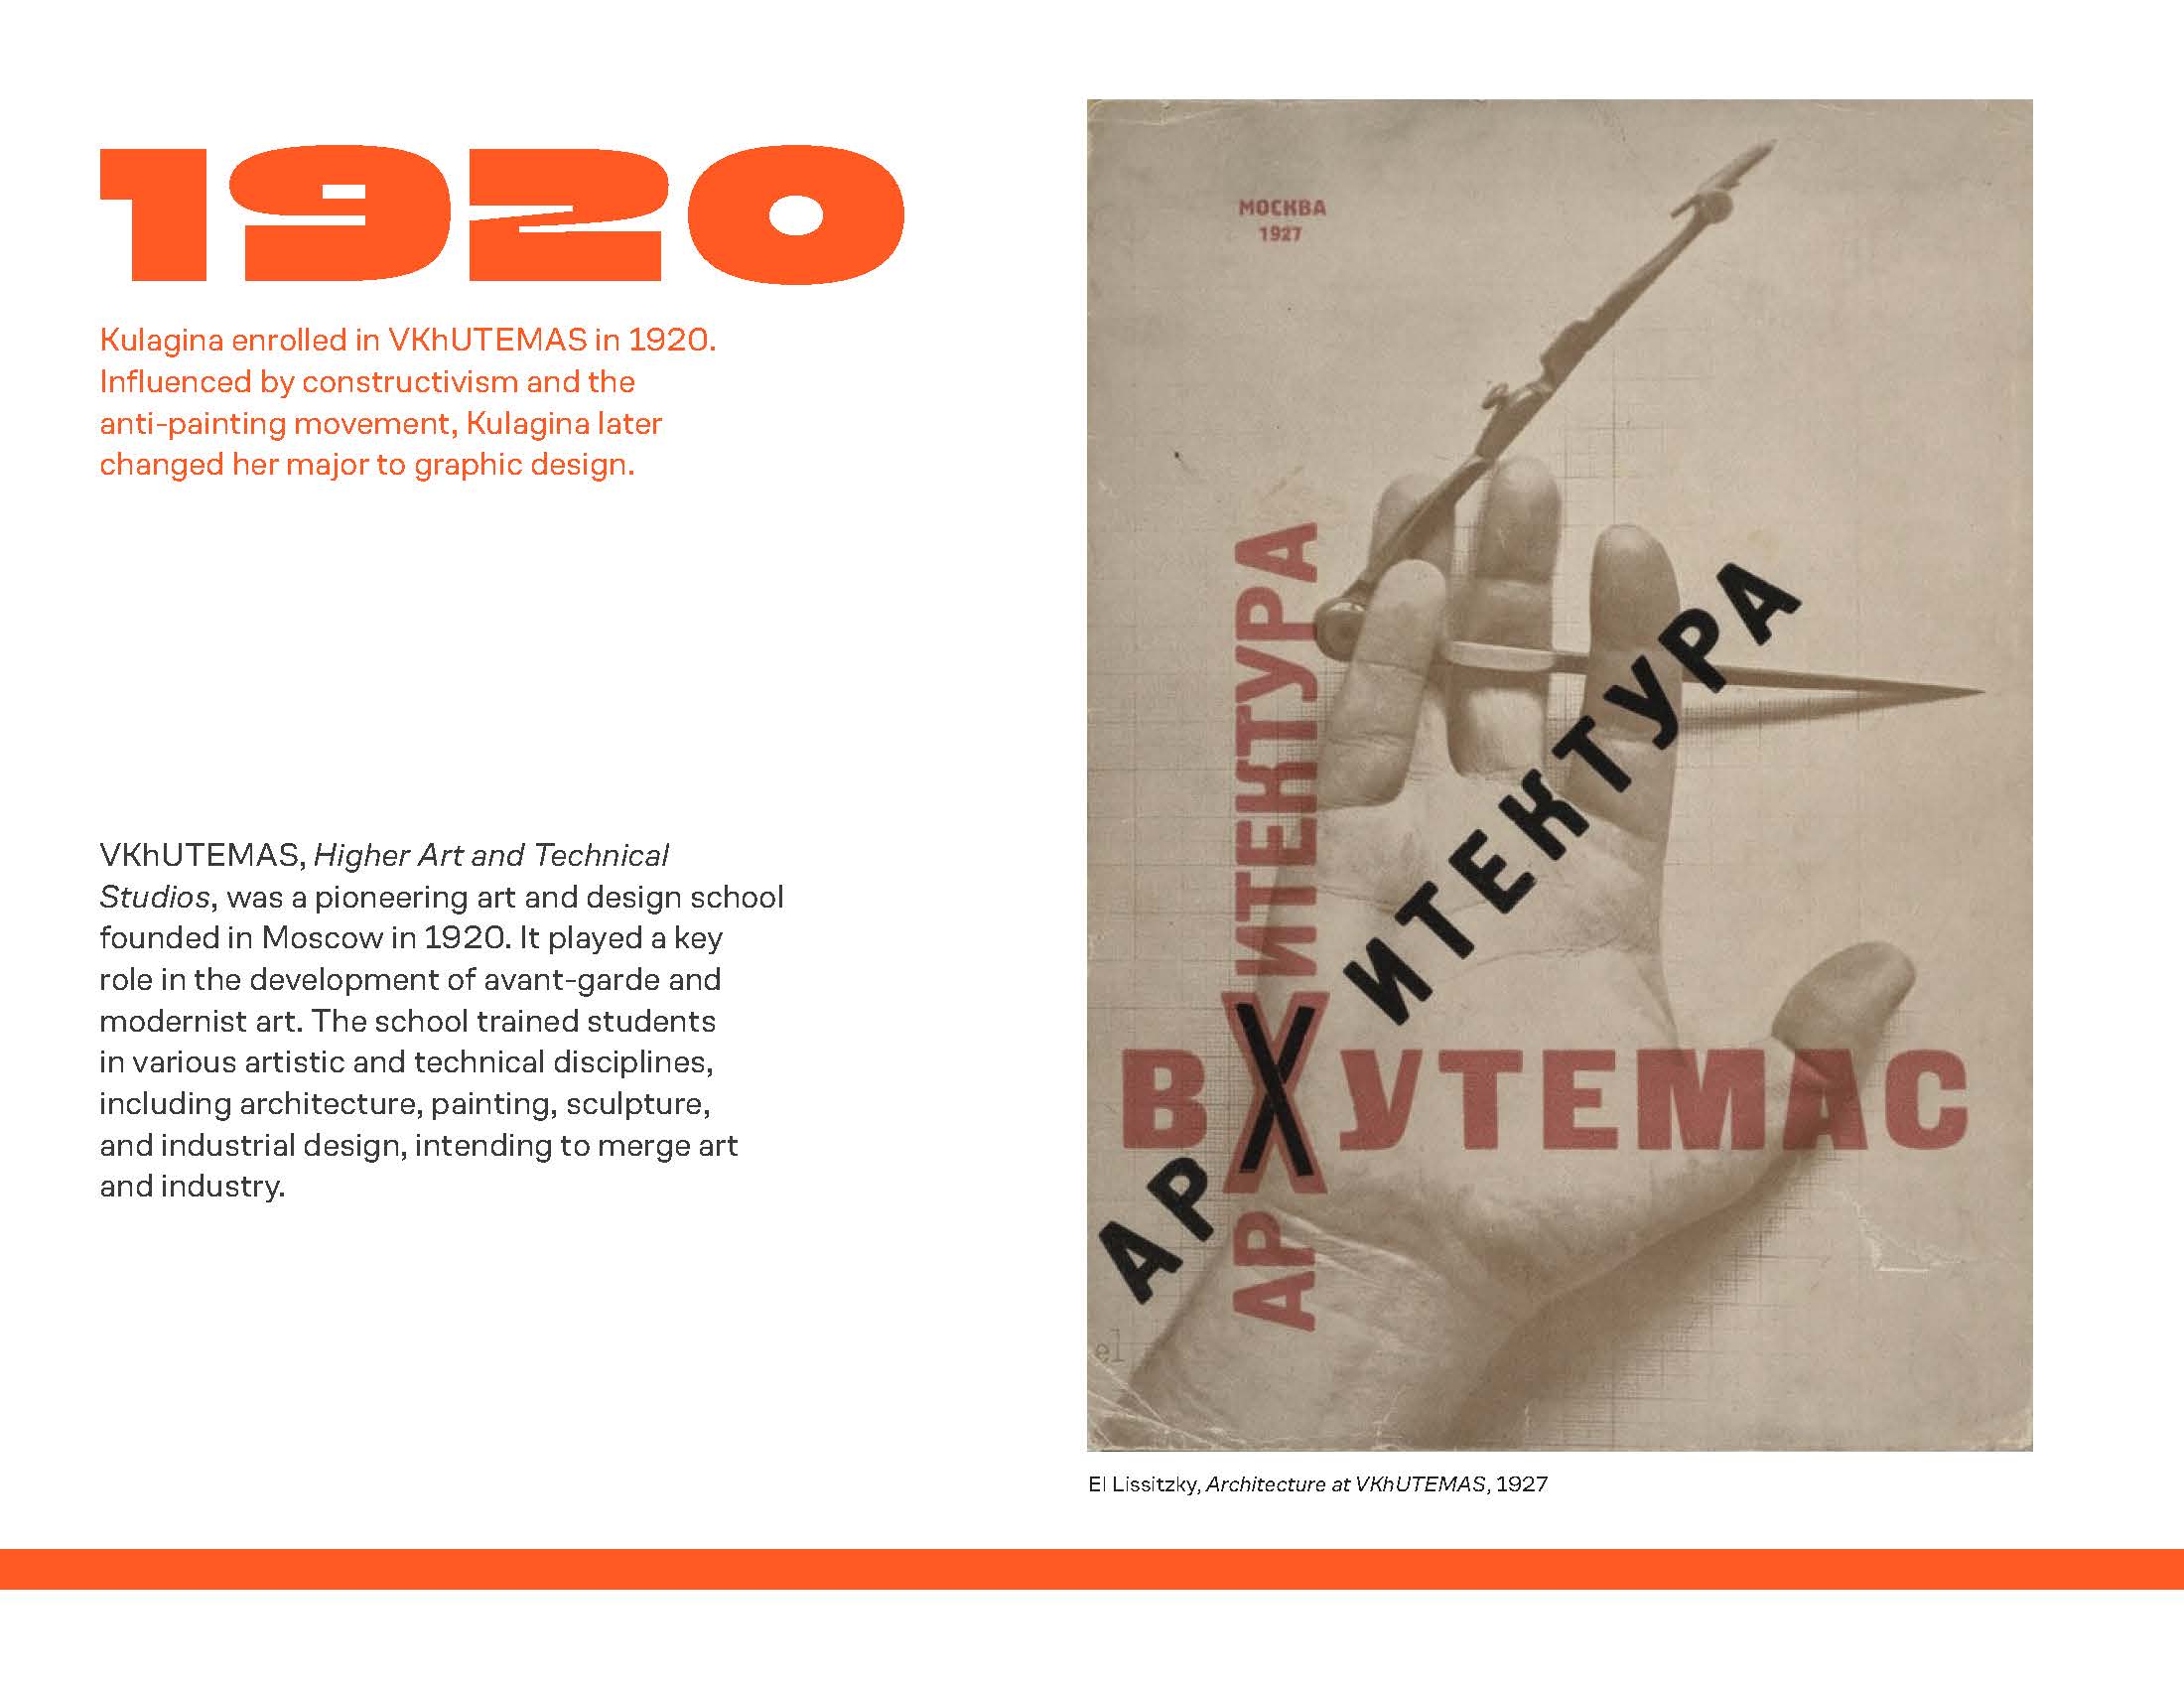 1920
Kulagina enrolled in VKhUTEMAS in 1920.
Influenced by constructivism and the
anti-painting movement, Kulagina later
changed her major to graphic design.
VKhUTEMAS, Higher Art and Technical
Studios, was a pioneering art and design school
founded in Moscow in 1920. It played a key
role in the development of avant-garde and
modernist art. The school trained students
in various artistic and technical disciplines,
including architecture, painting, sculpture,
and industrial design, intending to merge art
and industry.
МОСКВА
1927
АРХИТЕКТУРА
АРХИТЕКТУРА
ВХУТЕМАС
el
El Lissitzky, Architecture at VKhUTEMAS, 1927